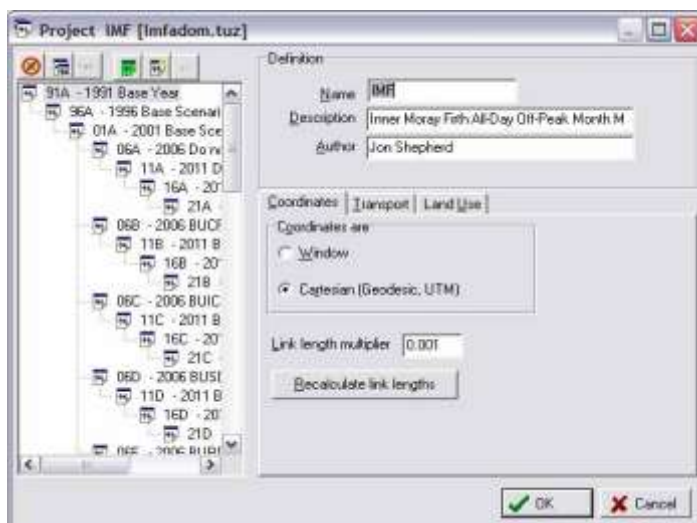 Project IMF [Imfadom.tuz]
91A - 1991 Base Year
96A - 1996 Base Scenari
01A - 2001 Base Sce
06A - 2006 Do n
11A - 2011 D
16A - 20
21A
06B - 2006 BUCF
11B - 2011 B
16B - 20
21B
06C - 2006 BUIC
11C - 2011 B
16C - 20
21C
06D - 2006 BUSI
11D - 2011 B
16D - 20
21D
Definition
Name IMF
Description Inner Moray Firth All-Day Off-Peak Month M
Author Jon Shepherd
Coordinates Transport Land Use
Coordinates are
Window
Cartesian (Geodesic, UTM)
Link length multiplier 0.001
Recalculate link lengths
OK Cancel